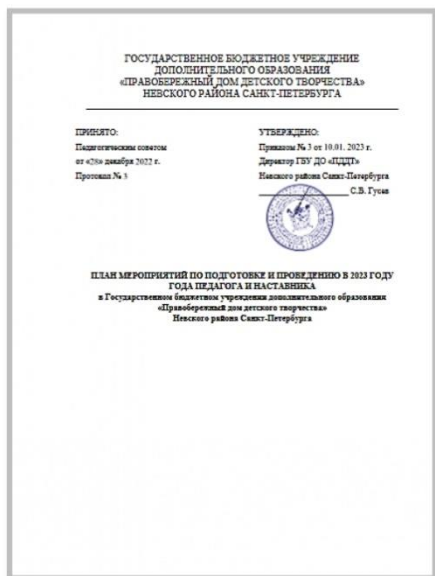 ГОСУДАРСТВЕННОЕ БЮДЖЕТНОЕ УЧРЕЖДЕНИЕ
ДОПОЛНИТЕЛЬНОГО ОБРАЗОВАНИЯ
«ПРАВОБЕРЕЖНЫЙ ДОМ ДЕТСКОГО ТВОРЧЕСТВА»
НЕВСКОГО РАЙОНА САНКТ-ПЕТЕРБУРГА
ПРИНЯТО:
Педагогическим советом
от «28» декабря 2022 г.
Протокол № 3
УТВЕРЖДЕНО:
Приказом № 3 от 10.01. 2023 г.
Директор ГБУ ДО «ПДДТ»
Невского района Санкт-Петербурга
С.В. Гусев
ПЛАН МЕРОПРИЯТИЙ ПО ПОДГОТОВКЕ И ПРОВЕДЕНИЮ В 2023 ГОДУ
ГОДА ПЕДАГОГА И НАСТАВНИКА
в Государственном бюджетном учреждении дополнительного образования
«Правобережный дом детского творчества»
Невского района Санкт-Петербурга